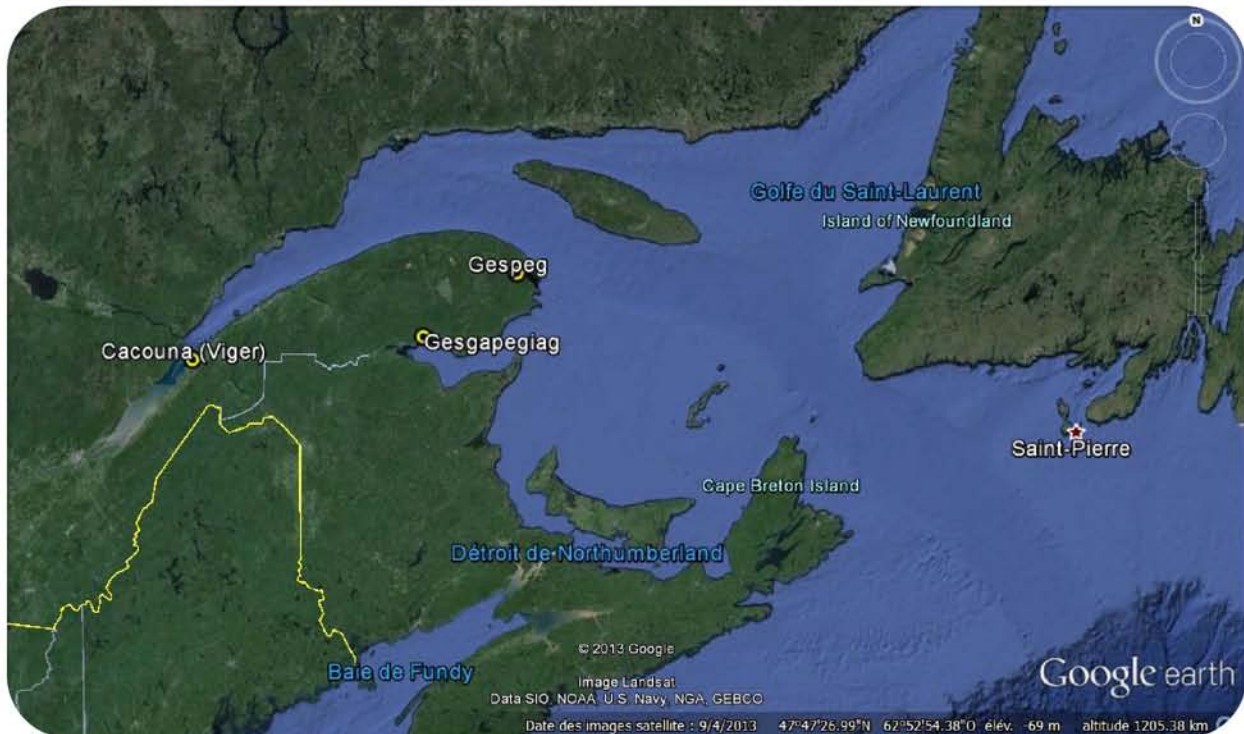 N
Golfe du Saint-Laurent
Island of Newfoundland
Gespeg
Gesgapegiag
Cacouna (Viger)
Saint-Pierre
Cape Breton Island
Détroit de Northumberland
© 2013 Google
Baie de Fundy
Image Landsat
Data SIO, NOAA, U.S. Navy, NGA, GEBCO
Google earth
Date des images satellite : 9/4/2013 47°47'26.99"N 62°52'54.38"O élév. -69 m altitude 1205.38 km